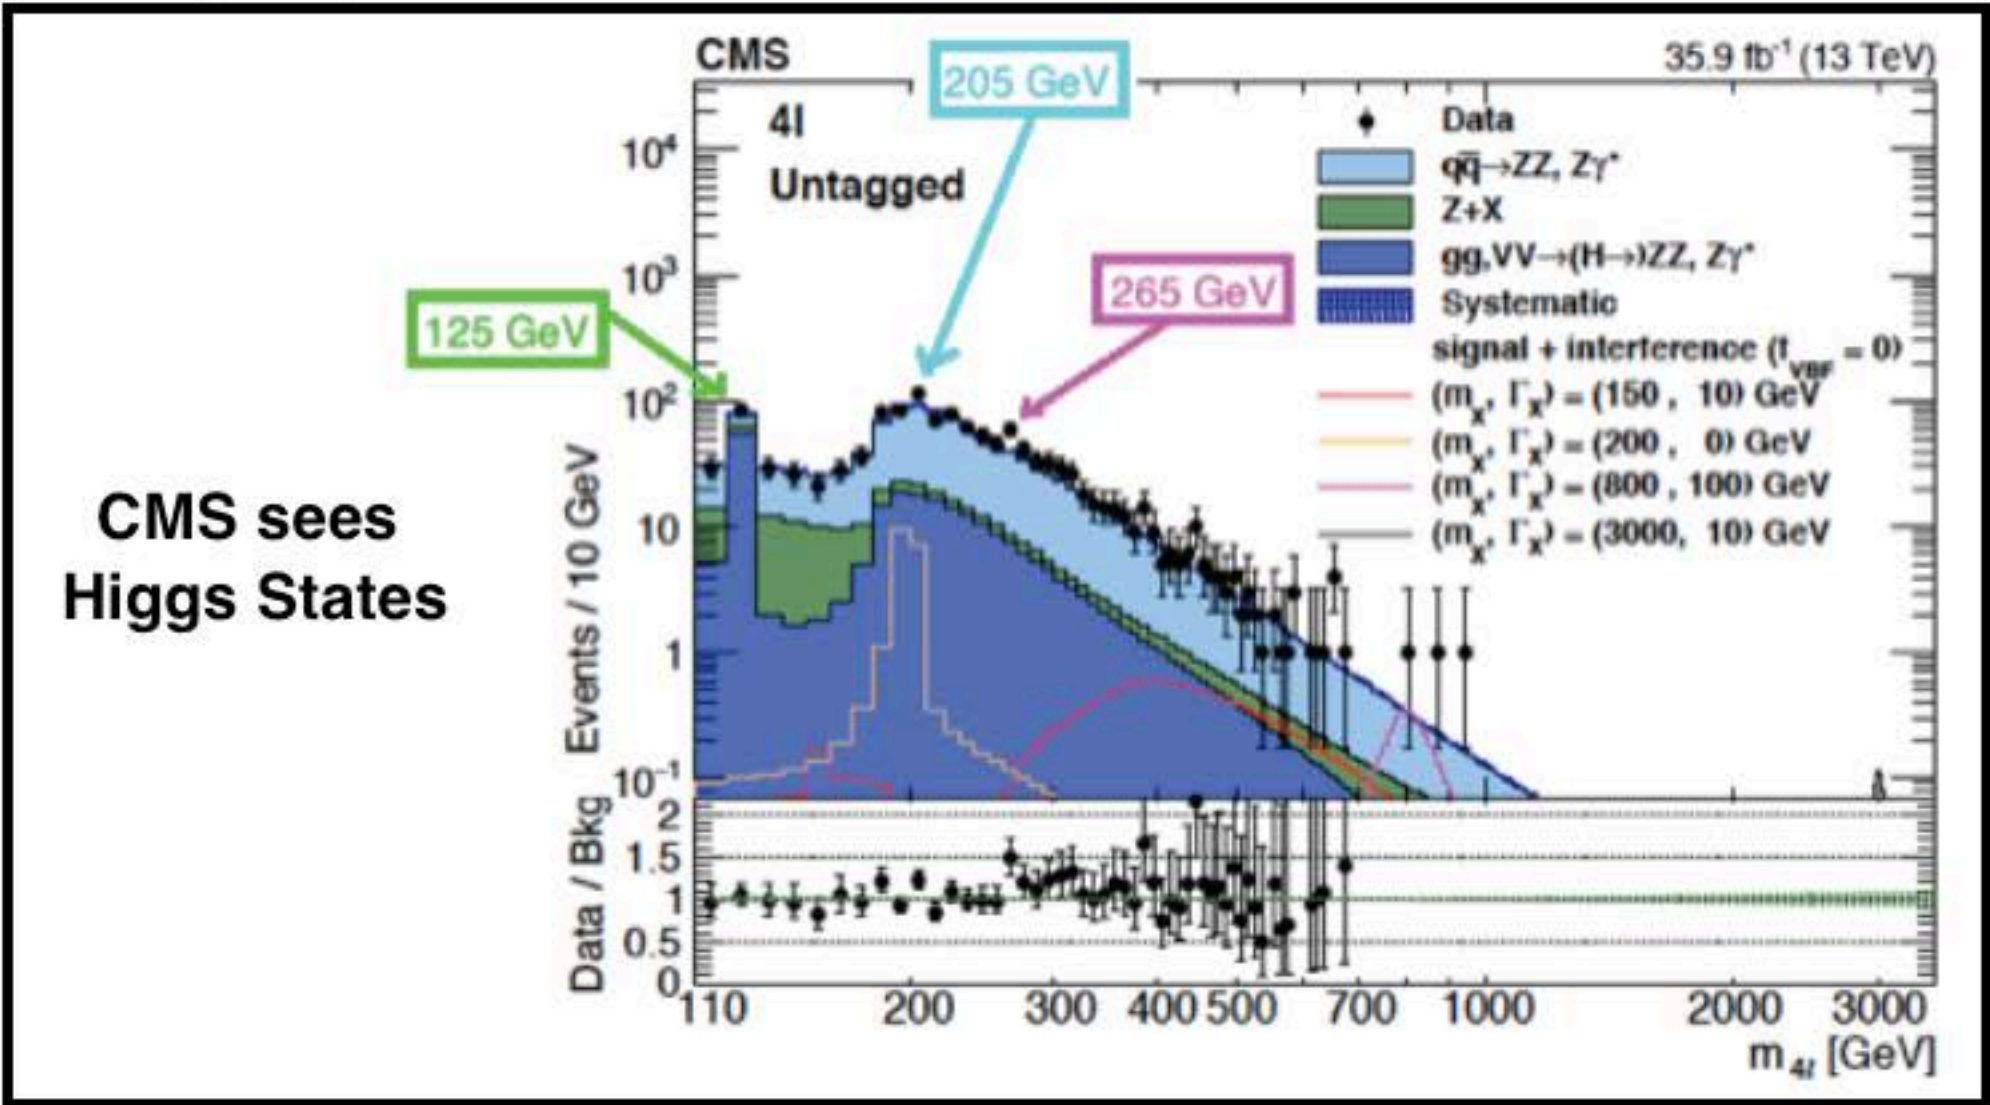 CMS
205 GeV
35.9 fb⁻¹ (13 TeV)
4l
Untagged
Data
qq̄→ZZ, Zγ*
Z+X
gg,VV→(H→)ZZ, Zγ*
Systematic
signal + interference (f_VBF = 0)
(m_X, Γ_X) = (150 , 10) GeV
(m_X, Γ_X) = (200 , 0) GeV
(m_X, Γ_X) = (800 , 100) GeV
(m_X, Γ_X) = (3000, 10) GeV
125 GeV
265 GeV
CMS sees
Higgs States
Events / 10 GeV
10⁴
10³
10²
10
1
10⁻¹
Data / Bkg
2
1.5
1
0.5
0
110 200 300 400 500 700 1000 2000 3000
m_4l [GeV]